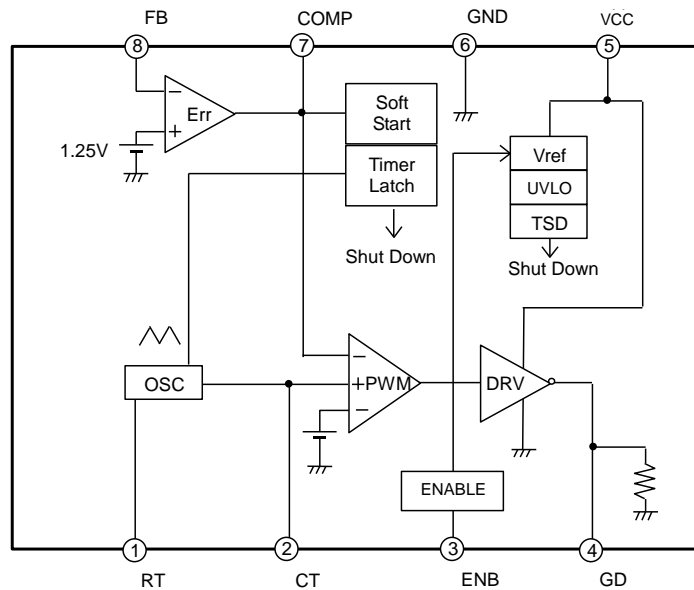 FB COMP GND VCC
8 7 6 5
− Err
+
1.25V
Soft
Start
Timer
Latch
Shut Down
Vref
UVLO
TSD
Shut Down
OSC
−
+PWM
−
DRV
ENABLE
1 2 3 4
RT CT ENB GD